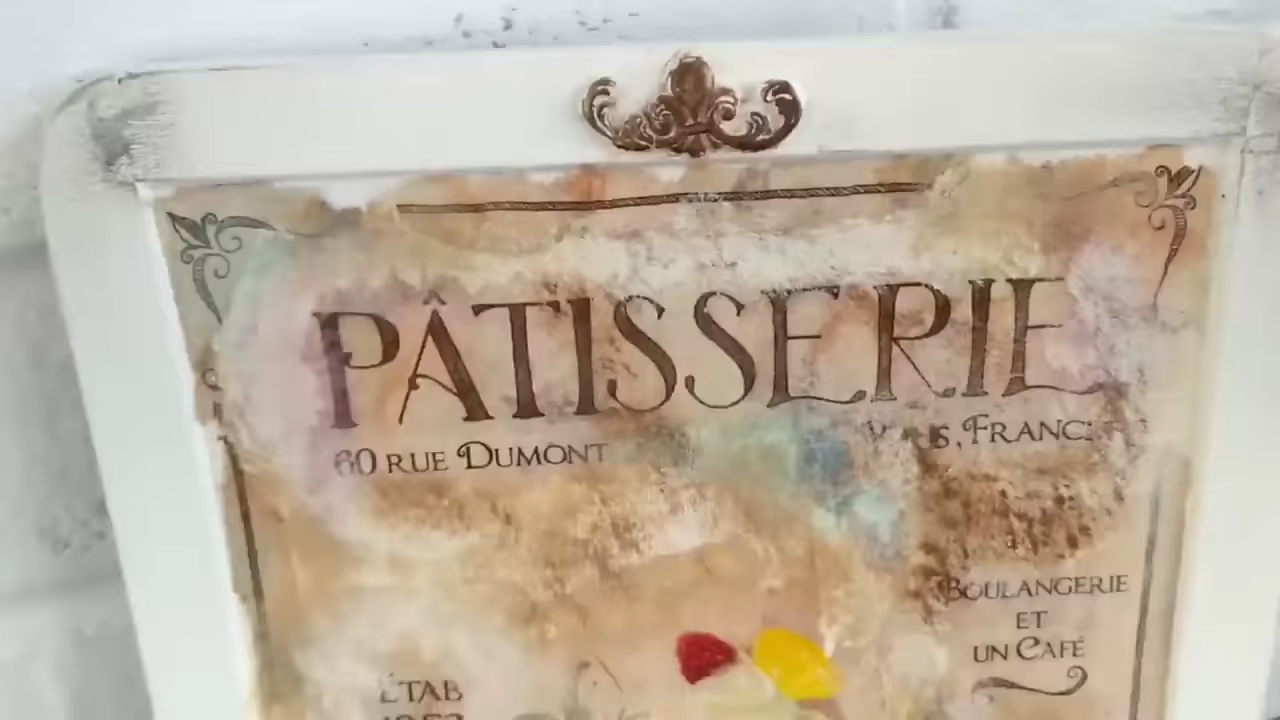 PÂTISSERIE
60 RUE DUMONT
BOULANGERIE
ET
UN CAFÉ
ÉTAB